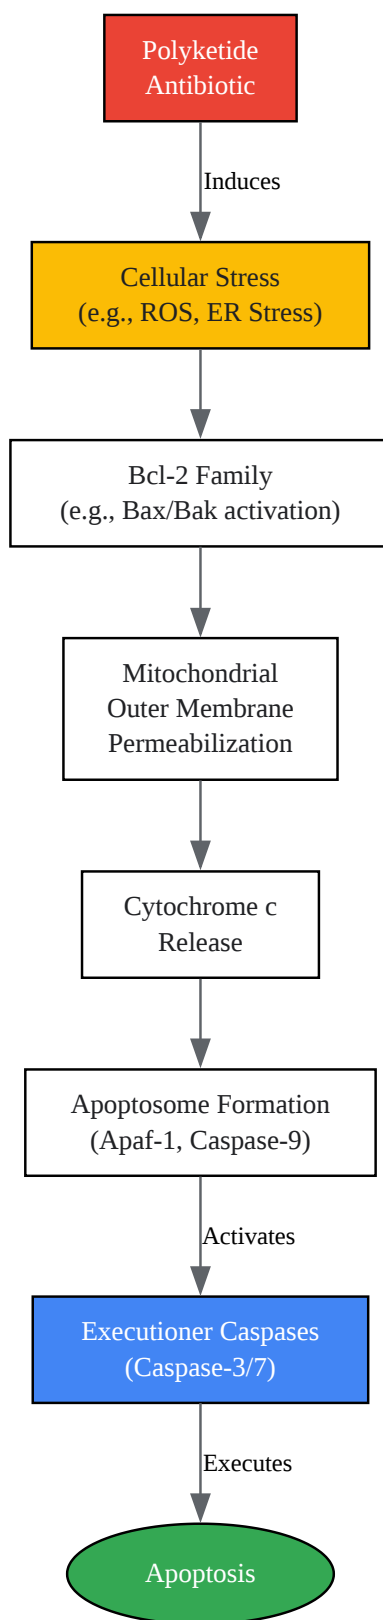 Polyketide
Antibiotic
Induces
Cellular Stress
(e.g., ROS, ER Stress)
Bcl-2 Family
(e.g., Bax/Bak activation)
Mitochondrial
Outer Membrane
Permeabilization
Cytochrome c
Release
Apoptosome Formation
(Apaf-1, Caspase-9)
Activates
Executioner Caspases
(Caspase-3/7)
Executes
Apoptosis